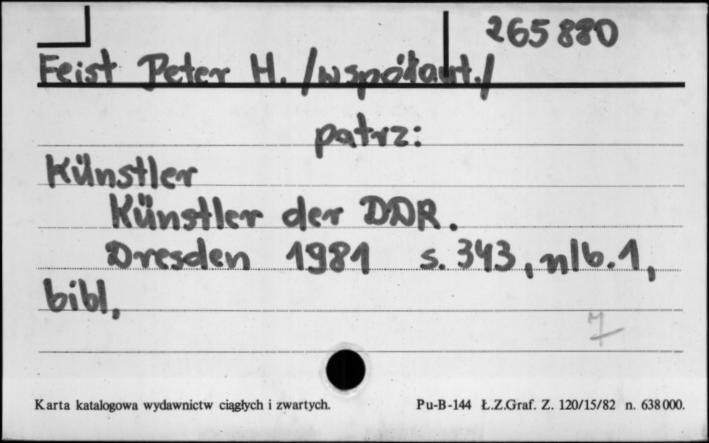 265880
Feist Peter H. /współaut./
patrz:
Künstler
Künstler der DDR.
Dresden 1981 s. 343, nlb. 1,
bibl,
7
Karta katalogowa wydawnictw ciągłych i zwartych. Pu-B-144 Ł.Z.Graf. Z. 120/15/82 n. 638000.